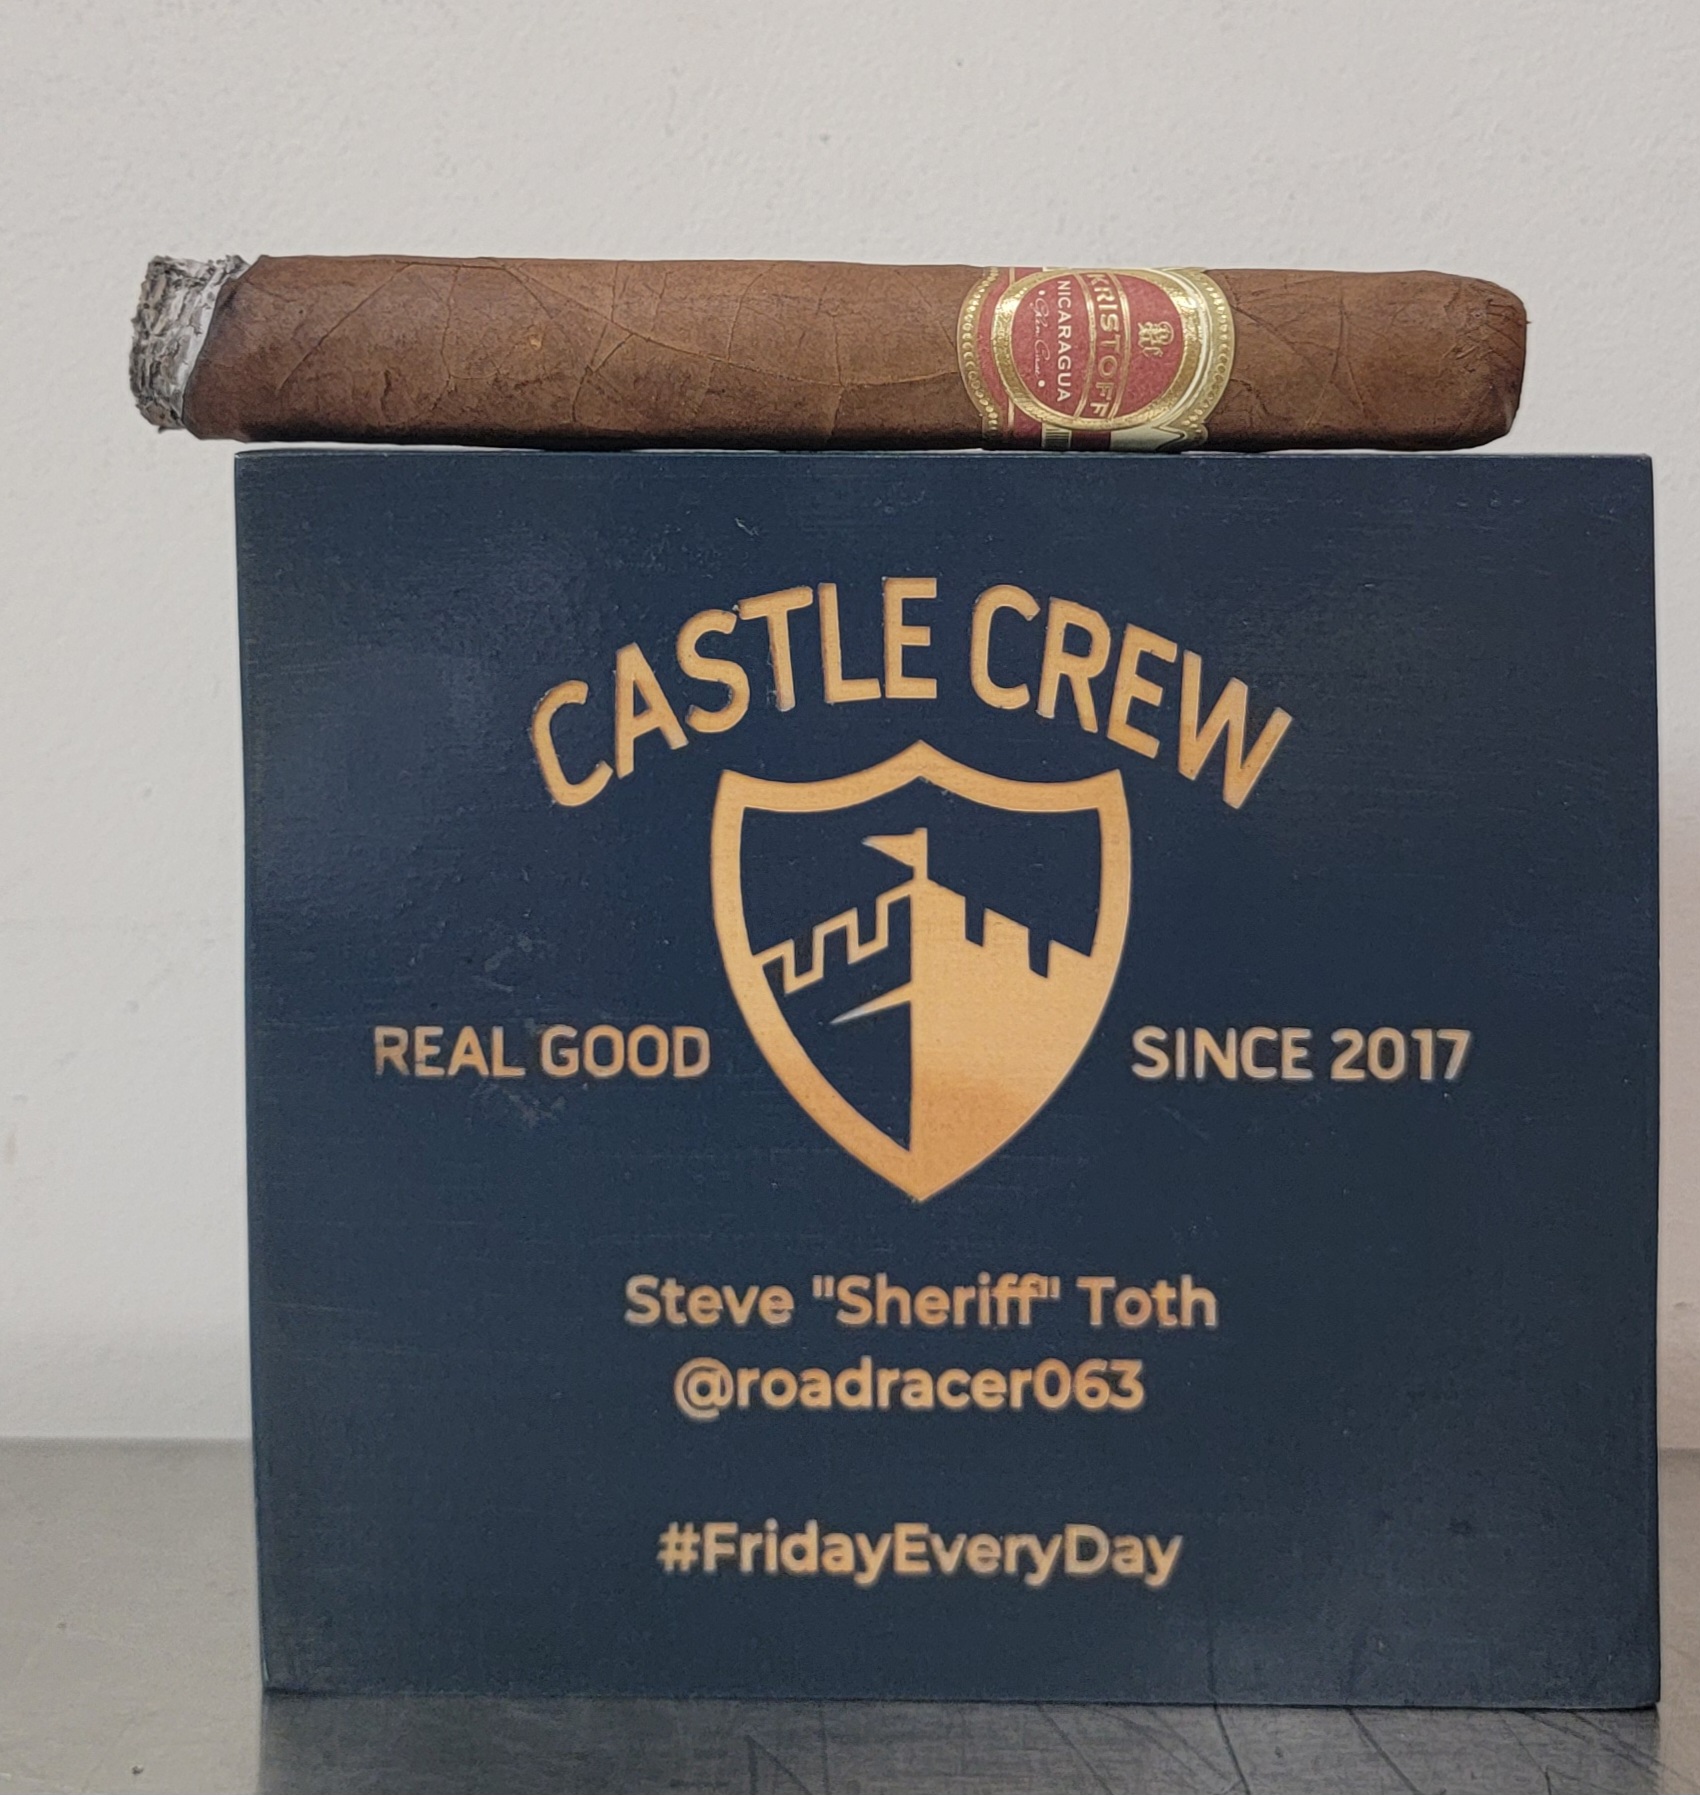 KRISTOFF
NICARAGUA
CASTLE CREW
REAL GOOD
SINCE 2017
Steve "Sheriff" Toth
@roadracer063
#FridayEveryDay